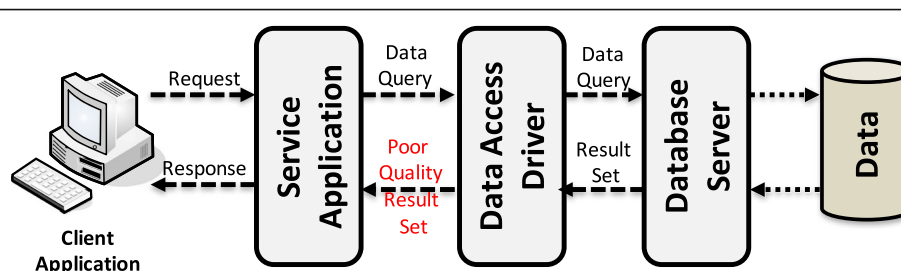 Request
Response
Client
Application
Service
Application
Data
Query
Poor
Quality
Result
Set
Data Access
Driver
Data
Query
Result
Set
Database
Server
Data